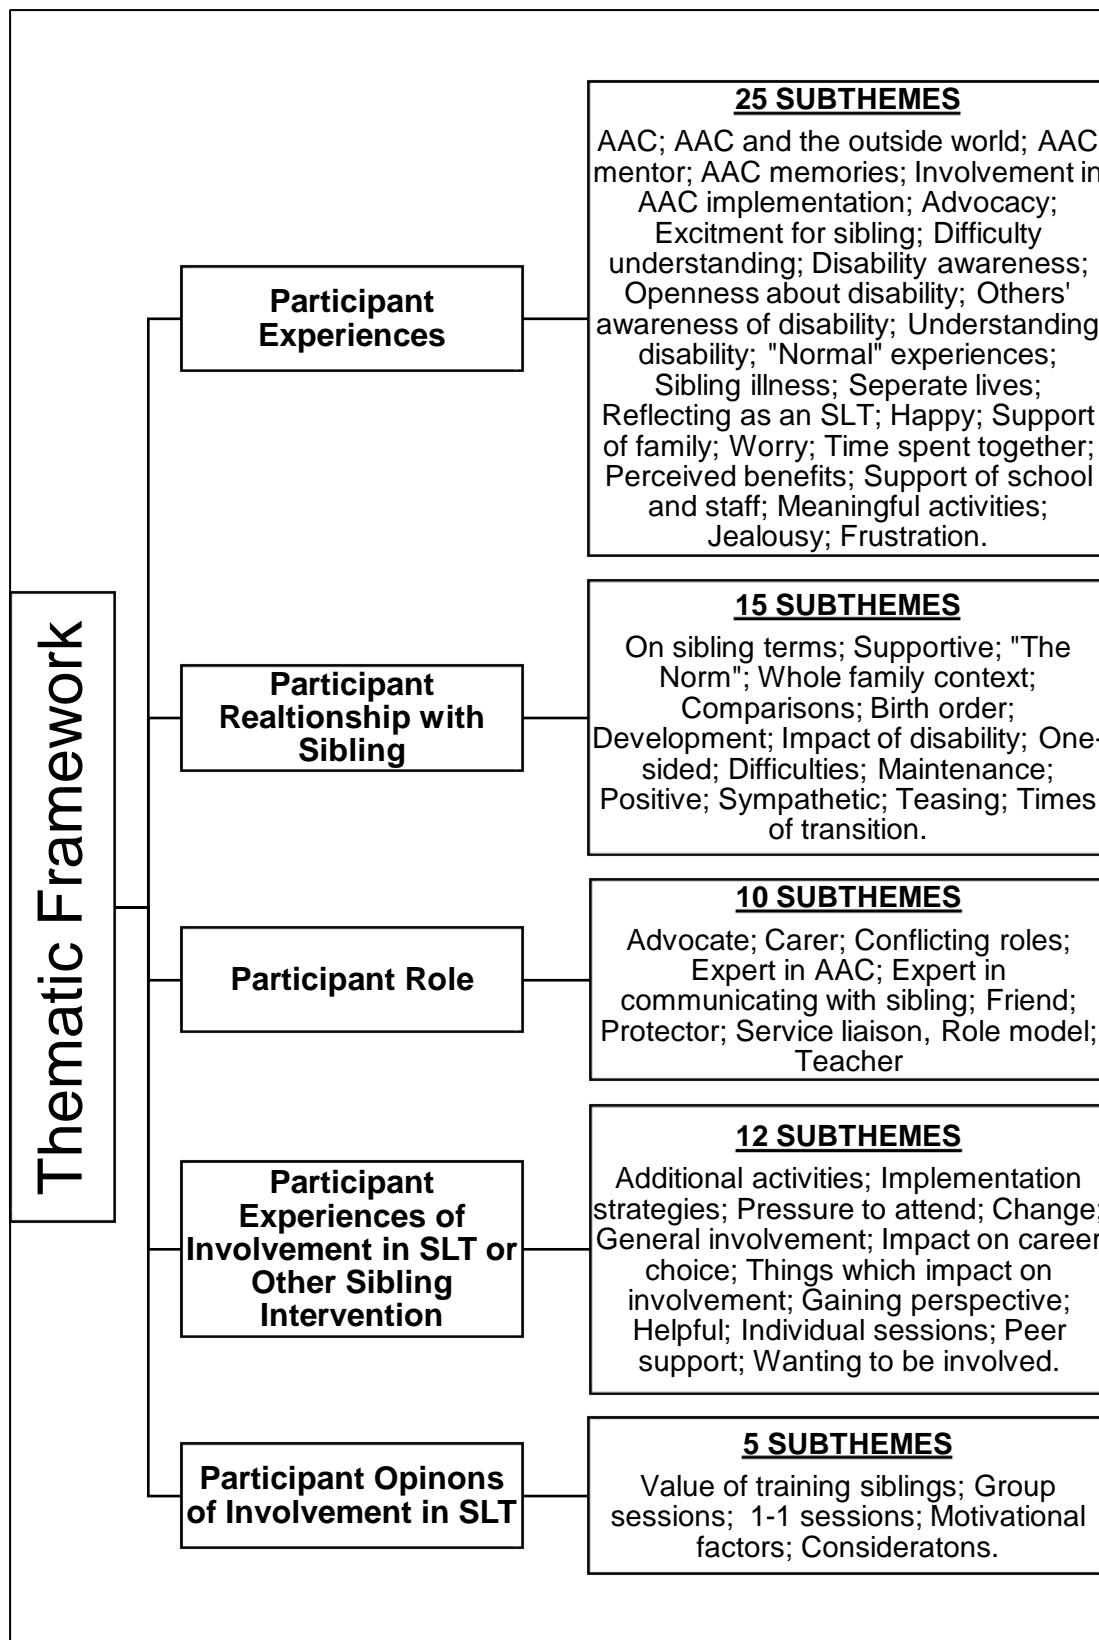 Thematic Framework
Participant
Experiences
25 SUBTHEMES
AAC; AAC and the outside world; AAC
mentor; AAC memories; Involvement in
AAC implementation; Advocacy;
Excitment for sibling; Difficulty
understanding; Disability awareness;
Openness about disability; Others'
awareness of disability; Understanding
disability; "Normal" experiences;
Sibling illness; Seperate lives;
Reflecting as an SLT; Happy; Support
of family; Worry; Time spent together;
Perceived benefits; Support of school
and staff; Meaningful activities;
Jealousy; Frustration.
Participant
Realtionship with
Sibling
15 SUBTHEMES
On sibling terms; Supportive; "The
Norm"; Whole family context;
Comparisons; Birth order;
Development; Impact of disability; One-
sided; Difficulties; Maintenance;
Positive; Sympathetic; Teasing; Times
of transition.
Participant Role
10 SUBTHEMES
Advocate; Carer; Conflicting roles;
Expert in AAC; Expert in
communicating with sibling; Friend;
Protector; Service liaison, Role model;
Teacher
Participant
Experiences of
Involvement in SLT or
Other Sibling
Intervention
12 SUBTHEMES
Additional activities; Implementation
strategies; Pressure to attend; Change;
General involvement; Impact on career
choice; Things which impact on
involvement; Gaining perspective;
Helpful; Individual sessions; Peer
support; Wanting to be involved.
Participant Opinons
of Involvement in SLT
5 SUBTHEMES
Value of training siblings; Group
sessions; 1-1 sessions; Motivational
factors; Consideratons.